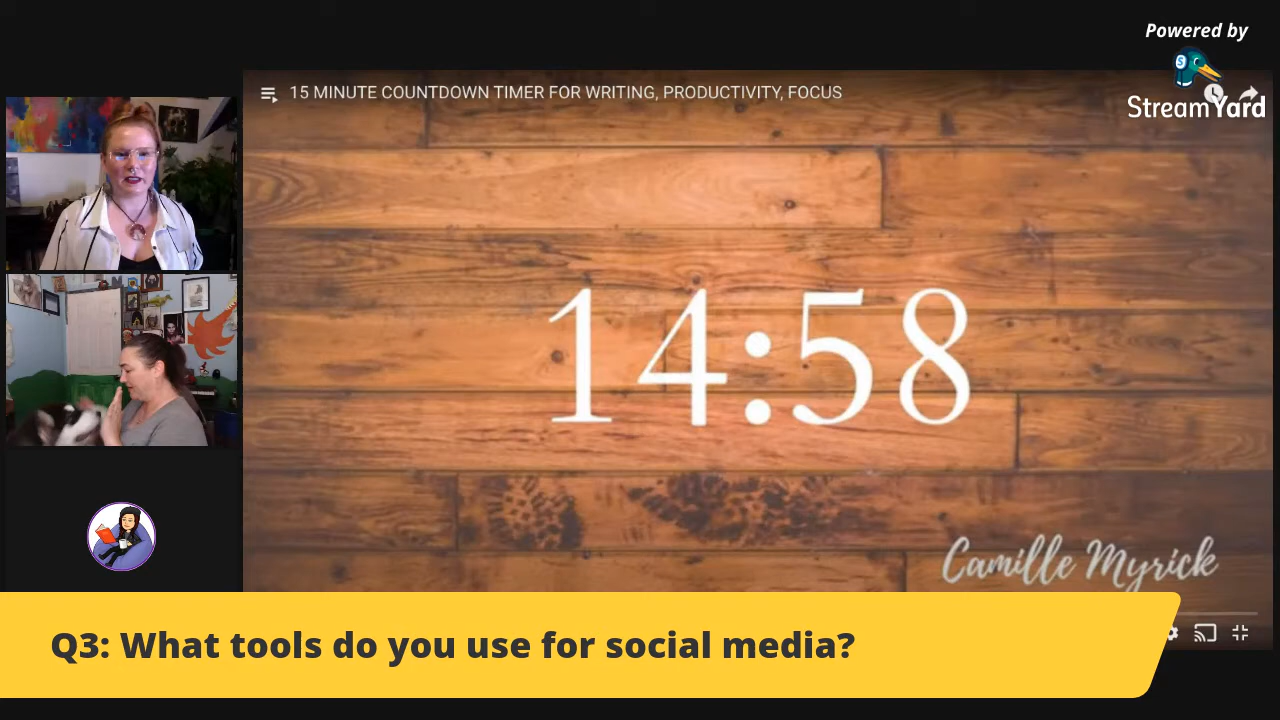 Powered by
StreamYard
15 MINUTE COUNTDOWN TIMER FOR WRITING, PRODUCTIVITY, FOCUS
14:58
Camille Myrick
Q3: What tools do you use for social media?